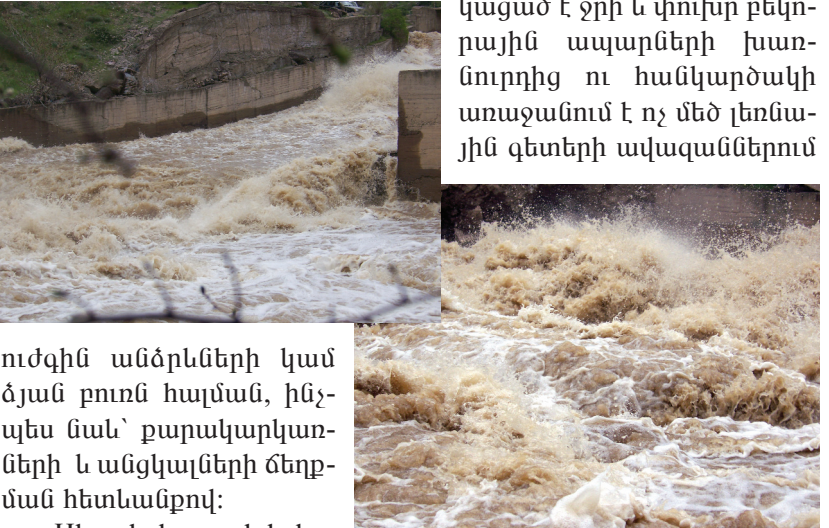 կացած է ջրի և փուխր բեկո-
րային ապարների խառ-
նուրդից ու հանկարծակի
առաջանում է ոչ մեծ լեռնա-
յին գետերի ավազաններում
ուժգին անձրևների կամ
ձյան բուռն հալման, ինչ-
պես նաև՝ քարակարկառ-
ների և անցկալների ճեղք-
ման հետևանքով: